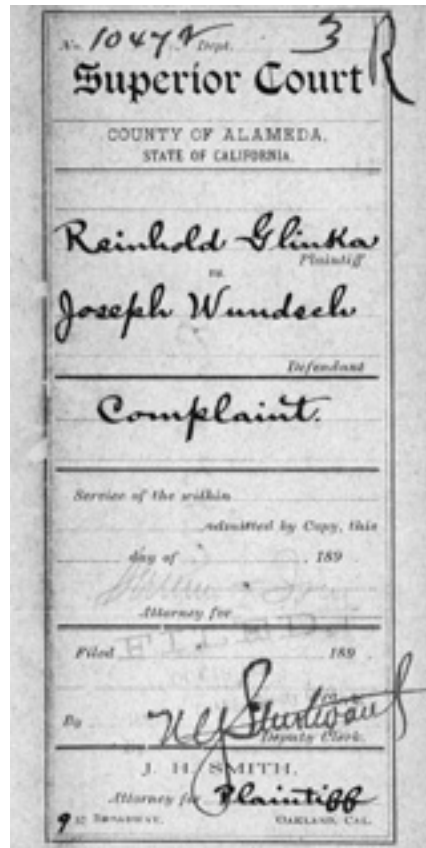 No. 10472 Dept. 3 R
Superior Court
COUNTY OF ALAMEDA,
STATE OF CALIFORNIA.
Reinhold Glinka
Plaintiff
vs.
Joseph Wundsch
Defendant
Complaint.
Service of the within
admitted by Copy, this
day of 189
Attorney for
FILED
Filed 189 .
By
Deputy Clerk.
J. H. SMITH,
Attorney for Plaintiff
BROADWAY, OAKLAND, CAL.